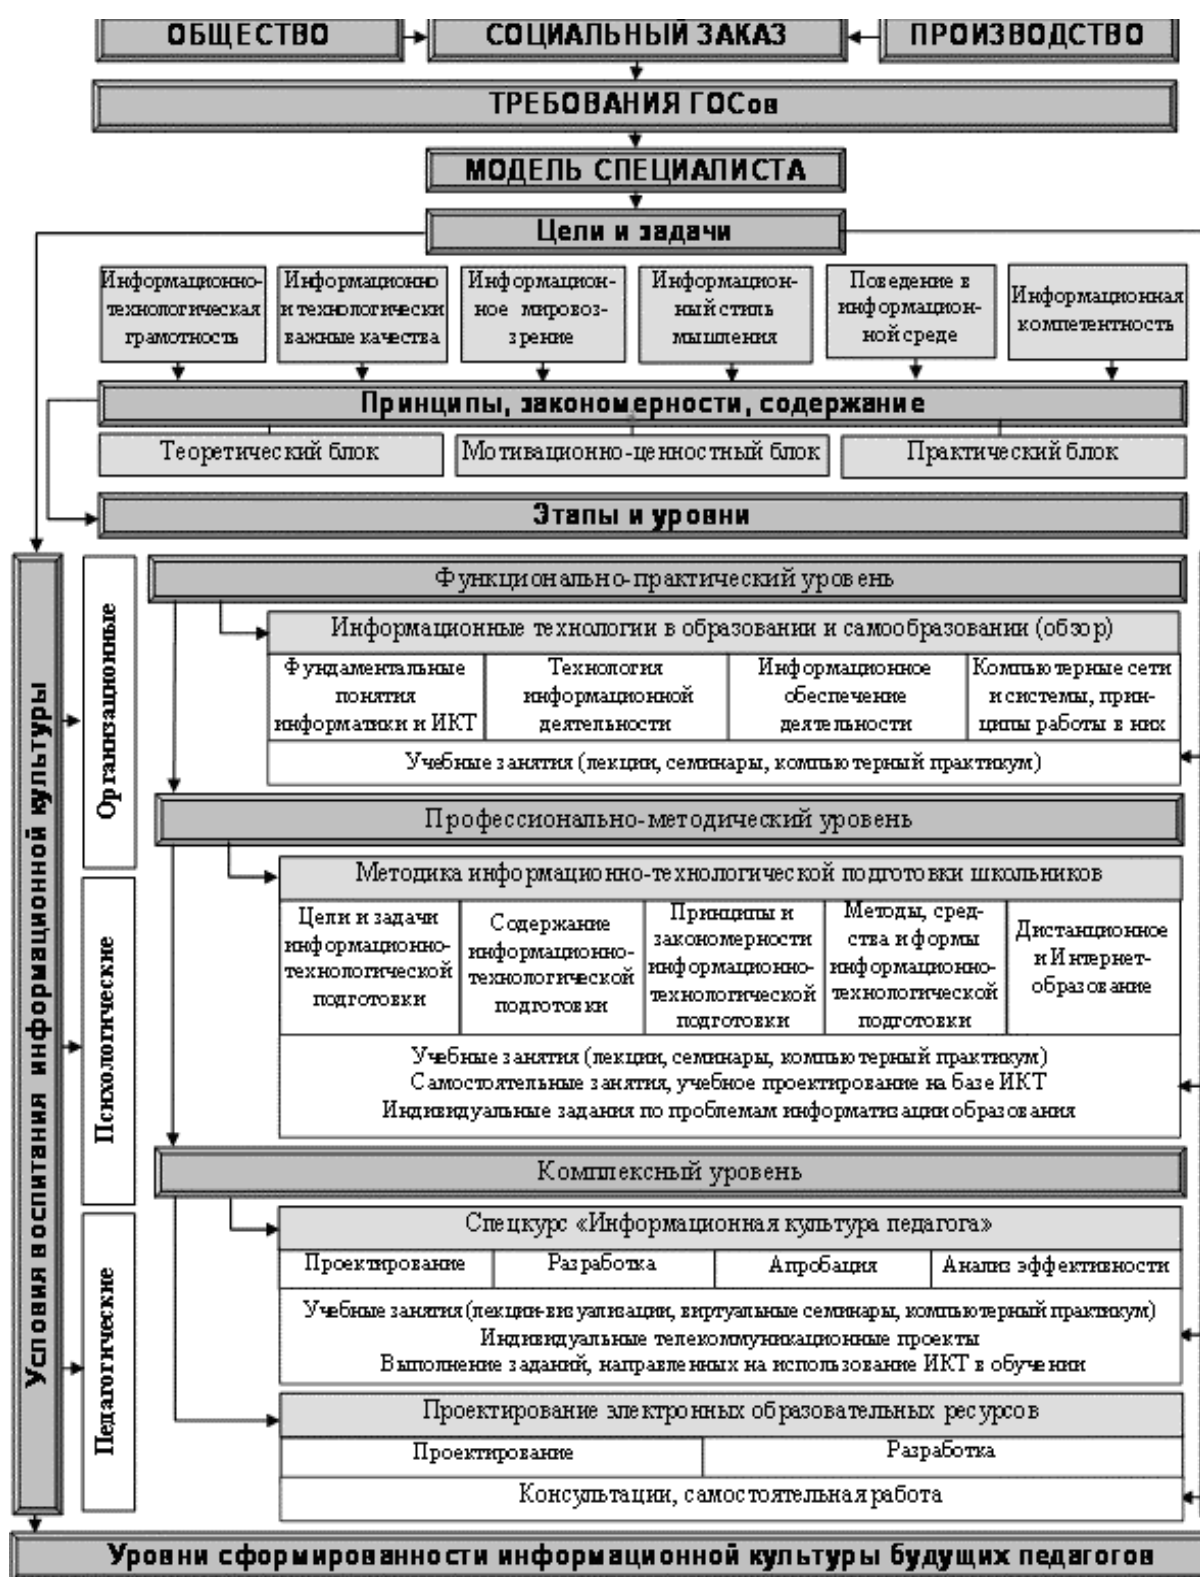 ОБЩЕСТВО
СОЦИАЛЬНЫЙ ЗАКАЗ
ПРОИЗВОДСТВО
ТРЕБОВАНИЯ ГОСов
МОДЕЛЬ СПЕЦИАЛИСТА
Цели и задачи
Информационно-
технологическая
грамотность
Информационно
и технологически
важные качества
Информацион-
ное мировоз-
зрение
Информацион-
ный стиль
мышления
Поведение в
информацион-
ной среде
Информационная
компетентность
Принципы, закономерности, содержание
Теоретический блок
Мотивационно-ценностный блок
Практический блок
Этапы и уровни
Условия воспитания информационной культуры
Организационные
Психологические
Педагогические
Функционально-практический уровень
Информационные технологии в образовании и самообразовании (обзор)
Фундаментальные
понятия
информатики и ИКТ
Технология
информационной
деятельности
Информационное
обеспечение
деятельности
Компьютерные сети
и системы, прин-
ципы работы в них
Учебные занятия (лекции, семинары, компьютерный практикум)
Профессионально-методический уровень
Методика информационно-технологической подготовки школьников
Цели и задачи
информационно-
технологической
подготовки
Содержание
информационно-
технологической
подготовки
Принципы и
закономерности
информационно-
технологической
подготовки
Методы, сред-
ства и формы
информационно-
технологической
подготовки
Дистанционное
и Интернет-
образование
Учебные занятия (лекции, семинары, компьютерный практикум)
Самостоятельные занятия, учебное проектирование на базе ИКТ
Индивидуальные задания по проблемам информатизации образования
Комплексный уровень
Спецкурс «Информационная культура педагога»
Проектирование
Разработка
Апробация
Анализ эффективности
Учебные занятия (лекции-визуализации, виртуальные семинары, компьютерный практикум)
Индивидуальные телекоммуникационные проекты
Выполнение заданий, направленных на использование ИКТ в обучении
Проектирование электронных образовательных ресурсов
Проектирование
Разработка
Консультации, самостоятельная работа
Уровни сформированности информационной культуры будущих педагогов